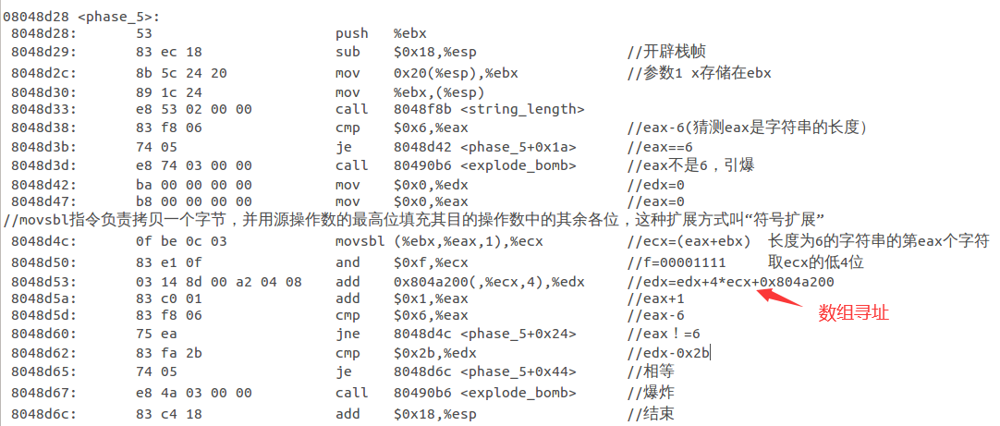 08048d28 <phase_5>:
8048d28: 53 push %ebx
8048d29: 83 ec 18 sub $0x18,%esp //开辟栈帧
8048d2c: 8b 5c 24 20 mov 0x20(%esp),%ebx //参数1 x存储在ebx
8048d30: 89 1c 24 mov %ebx,(%esp)
8048d33: e8 53 02 00 00 call 8048f8b <string_length>
8048d38: 83 f8 06 cmp $0x6,%eax //eax-6(猜测eax是字符串的长度）
8048d3b: 74 05 je 8048d42 <phase_5+0x1a> //eax==6
8048d3d: e8 74 03 00 00 call 80490b6 <explode_bomb> //eax不是6，引爆
8048d42: ba 00 00 00 00 mov $0x0,%edx //edx=0
8048d47: b8 00 00 00 00 mov $0x0,%eax //eax=0
//movsbl指令负责拷贝一个字节，并用源操作数的最高位填充其目的操作数中的其余各位，这种扩展方式叫“符号扩展”
8048d4c: 0f be 0c 03 movsbl (%ebx,%eax,1),%ecx //ecx=(eax+ebx) 长度为6的字符串的第eax个字符
8048d50: 83 e1 0f and $0xf,%ecx //f=00001111 取ecx的低4位
8048d53: 03 14 8d 00 a2 04 08 add 0x804a200(,%ecx,4),%edx //edx=edx+4*ecx+0x804a200
8048d5a: 83 c0 01 add $0x1,%eax //eax+1
8048d5d: 83 f8 06 cmp $0x6,%eax //eax-6
数组寻址
8048d60: 75 ea jne 8048d4c <phase_5+0x24> //eax！=6
8048d62: 83 fa 2b cmp $0x2b,%edx //edx-0x2b
8048d65: 74 05 je 8048d6c <phase_5+0x44> //相等
8048d67: e8 4a 03 00 00 call 80490b6 <explode_bomb> //爆炸
8048d6c: 83 c4 18 add $0x18,%esp //结束